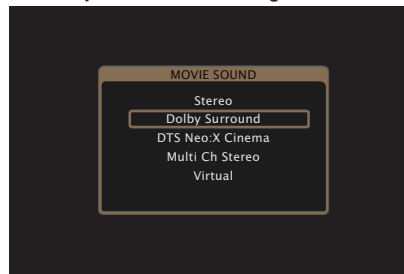 MOVIE SOUND
Stereo
Dolby Surround
DTS Neo:X Cinema
Multi Ch Stereo
Virtual